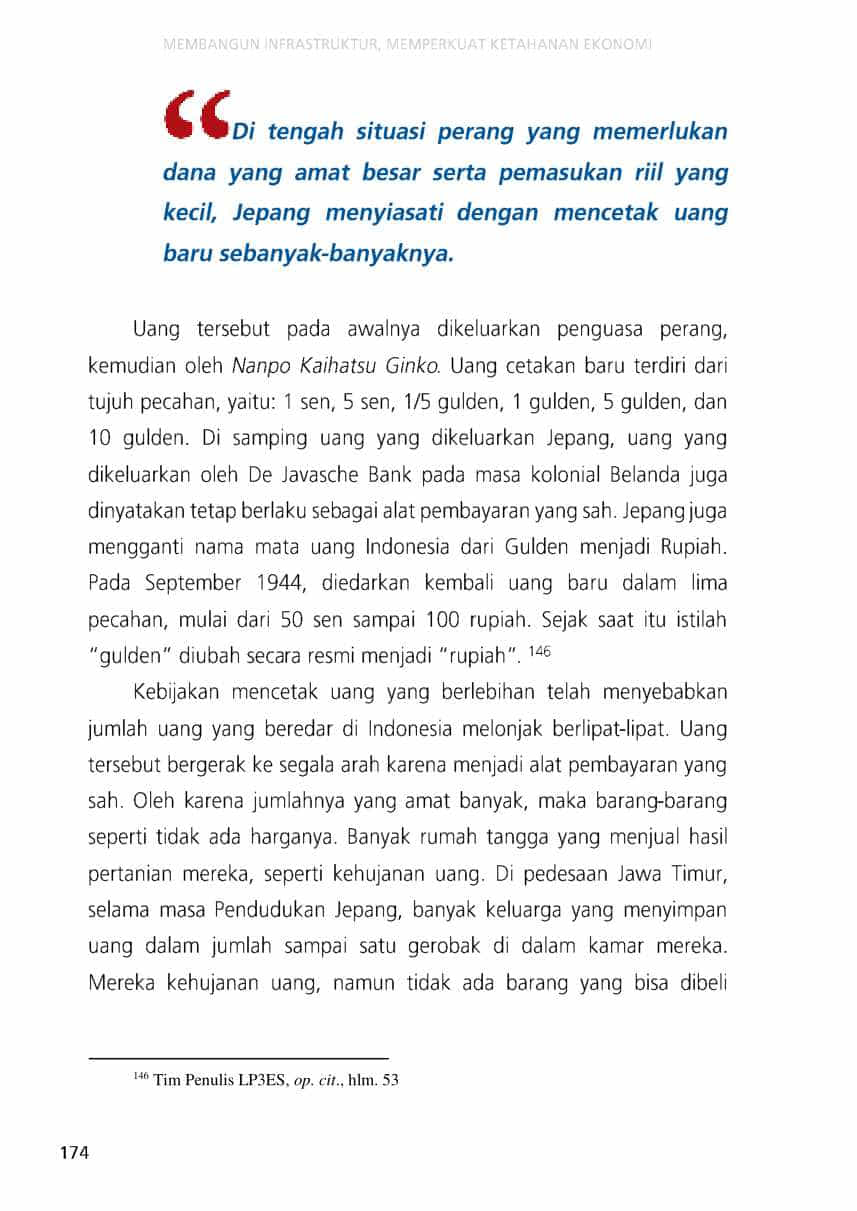 MEMBANGUN INFRASTRUKTUR, MEMPERKUAT KETAHANAN EKONOMI
“Di tengah situasi perang yang memerlukan
dana yang amat besar serta pemasukan riil yang
kecil, Jepang menyiasati dengan mencetak uang
baru sebanyak-banyaknya.
Uang tersebut pada awalnya dikeluarkan penguasa perang,
kemudian oleh Nanpo Kaihatsu Ginko. Uang cetakan baru terdiri dari
tujuh pecahan, yaitu: 1 sen, 5 sen, 1/5 gulden, 1 gulden, 5 gulden, dan
10 gulden. Di samping uang yang dikeluarkan Jepang, uang yang
dikeluarkan oleh De Javasche Bank pada masa kolonial Belanda juga
dinyatakan tetap berlaku sebagai alat pembayaran yang sah. Jepang juga
mengganti nama mata uang Indonesia dari Gulden menjadi Rupiah.
Pada September 1944, diedarkan kembali uang baru dalam lima
pecahan, mulai dari 50 sen sampai 100 rupiah. Sejak saat itu istilah
“gulden” diubah secara resmi menjadi “rupiah”. 146
Kebijakan mencetak uang yang berlebihan telah menyebabkan
jumlah uang yang beredar di Indonesia melonjak berlipat-lipat. Uang
tersebut bergerak ke segala arah karena menjadi alat pembayaran yang
sah. Oleh karena jumlahnya yang amat banyak, maka barang-barang
seperti tidak ada harganya. Banyak rumah tangga yang menjual hasil
pertanian mereka, seperti kehujanan uang. Di pedesaan Jawa Timur,
selama masa Pendudukan Jepang, banyak keluarga yang menyimpan
uang dalam jumlah sampai satu gerobak di dalam kamar mereka.
Mereka kehujanan uang, namun tidak ada barang yang bisa dibeli
146 Tim Penulis LP3ES, op. cit., hlm. 53
174